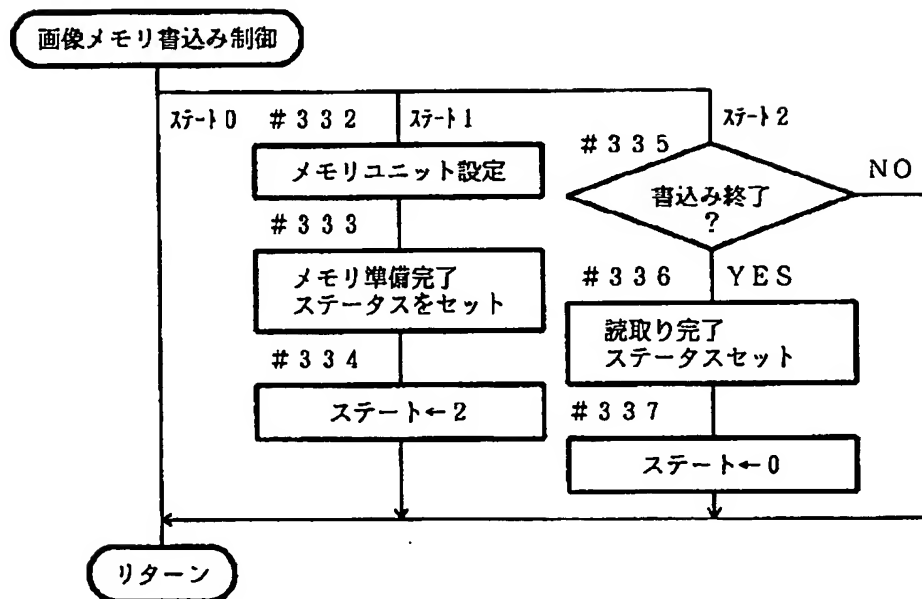 画像メモリ書込み制御
ステート0
#332
ステート1
メモリユニット設定
#333
メモリ準備完了
ステータスをセット
#334
ステート←2
ステート2
#335
書込み終了
?
NO
#336
YES
読取り完了
ステータスセット
#337
ステート←0
リターン